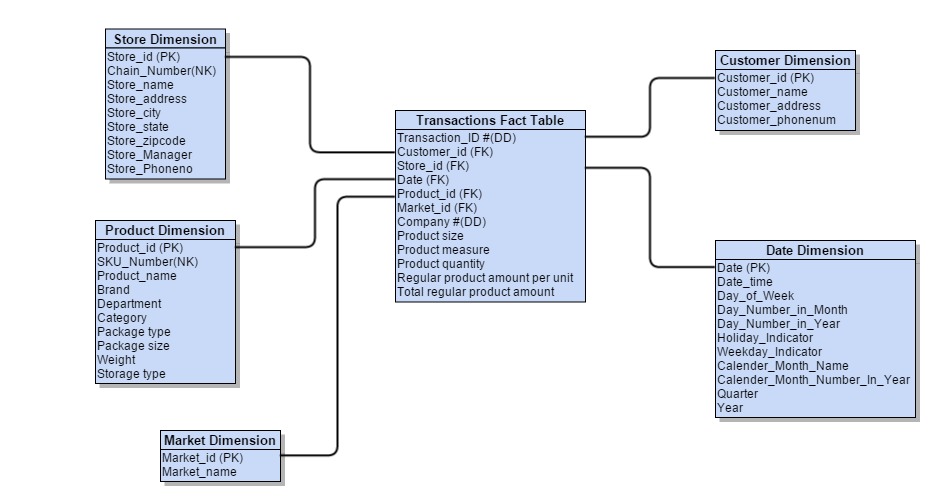 Store Dimension
Store_id (PK)
Chain_Number(NK)
Store_name
Store_address
Store_city
Store_state
Store_zipcode
Store_Manager
Store_Phoneno
Product Dimension
Product_id (PK)
SKU_Number(NK)
Product_name
Brand
Department
Category
Package type
Package size
Weight
Storage type
Market Dimension
Market_id (PK)
Market_name
Transactions Fact Table
Transaction_ID #(DD)
Customer_id (FK)
Store_id (FK)
Date (FK)
Product_id (FK)
Market_id (FK)
Company #(DD)
Product size
Product measure
Product quantity
Regular product amount per unit
Total regular product amount
Customer Dimension
Customer_id (PK)
Customer_name
Customer_address
Customer_phonenum
Date Dimension
Date (PK)
Date_time
Day_of_Week
Day_Number_in_Month
Day_Number_in_Year
Holiday_Indicator
Weekday_Indicator
Calender_Month_Name
Calender_Month_Number_In_Year
Quarter
Year